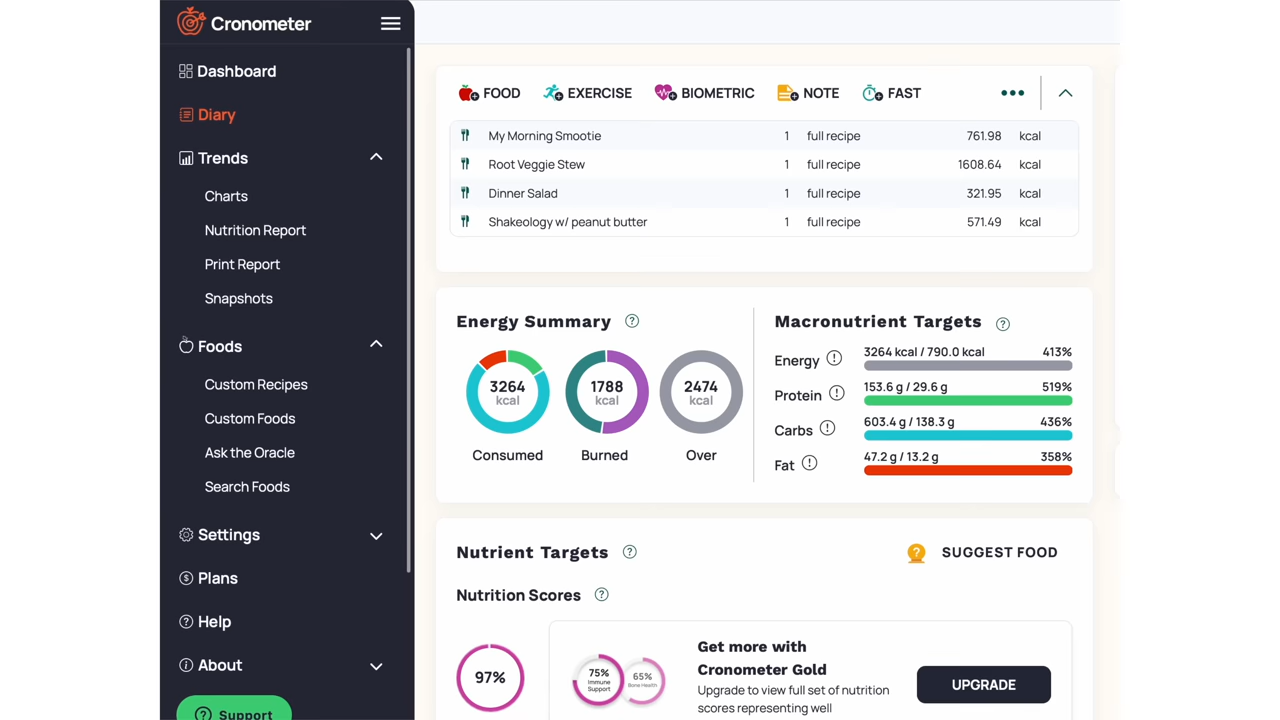 Cronometer
Dashboard
Diary
Trends
Charts
Nutrition Report
Print Report
Snapshots
Foods
Custom Recipes
Custom Foods
Ask the Oracle
Search Foods
Settings
Plans
Help
About
Support
FOOD EXERCISE BIOMETRIC NOTE FAST
My Morning Smootie 1 full recipe 761.98 kcal
Root Veggie Stew 1 full recipe 1608.64 kcal
Dinner Salad 1 full recipe 321.95 kcal
Shakeology w/ peanut butter 1 full recipe 571.49 kcal
Energy Summary
3264 kcal
Consumed
1788 kcal
Burned
2474 kcal
Over
Macronutrient Targets
Energy 3264 kcal / 790.0 kcal 413%
Protein 153.6 g / 29.6 g 519%
Carbs 603.4 g / 138.3 g 436%
Fat 47.2 g / 13.2 g 358%
Nutrient Targets
SUGGEST FOOD
Nutrition Scores
97%
75%
Immune
Support
65%
Bone Health
Get more with
Cronometer Gold
Upgrade to view full set of nutrition
scores representing well
UPGRADE